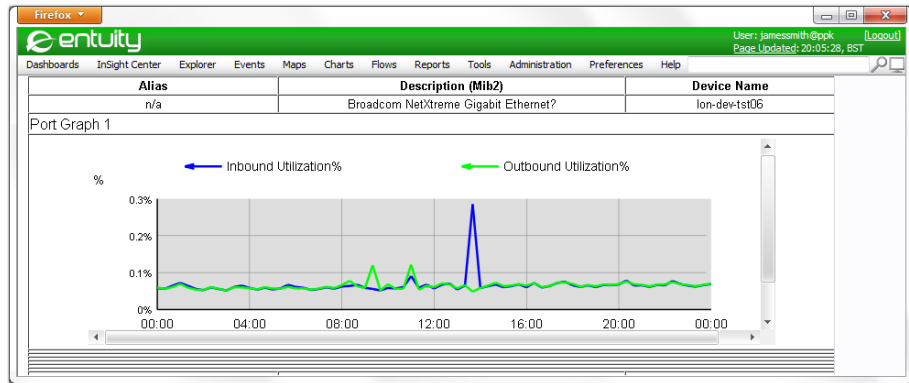 Firefox
entuity
User: jamessmith@ppk [Logout]
Page Updated: 20:05:28, BST
Dashboards InSight Center Explorer Events Maps Charts Flows Reports Tools Administration Preferences Help
Alias Description (Mib2) Device Name
n/a Broadcom NetXtreme Gigabit Ethernet? lon-dev-tst06
Port Graph 1
Inbound Utilization% Outbound Utilization%
%
0.3%
0.2%
0.1%
0%
00:00 04:00 08:00 12:00 16:00 20:00 00:00